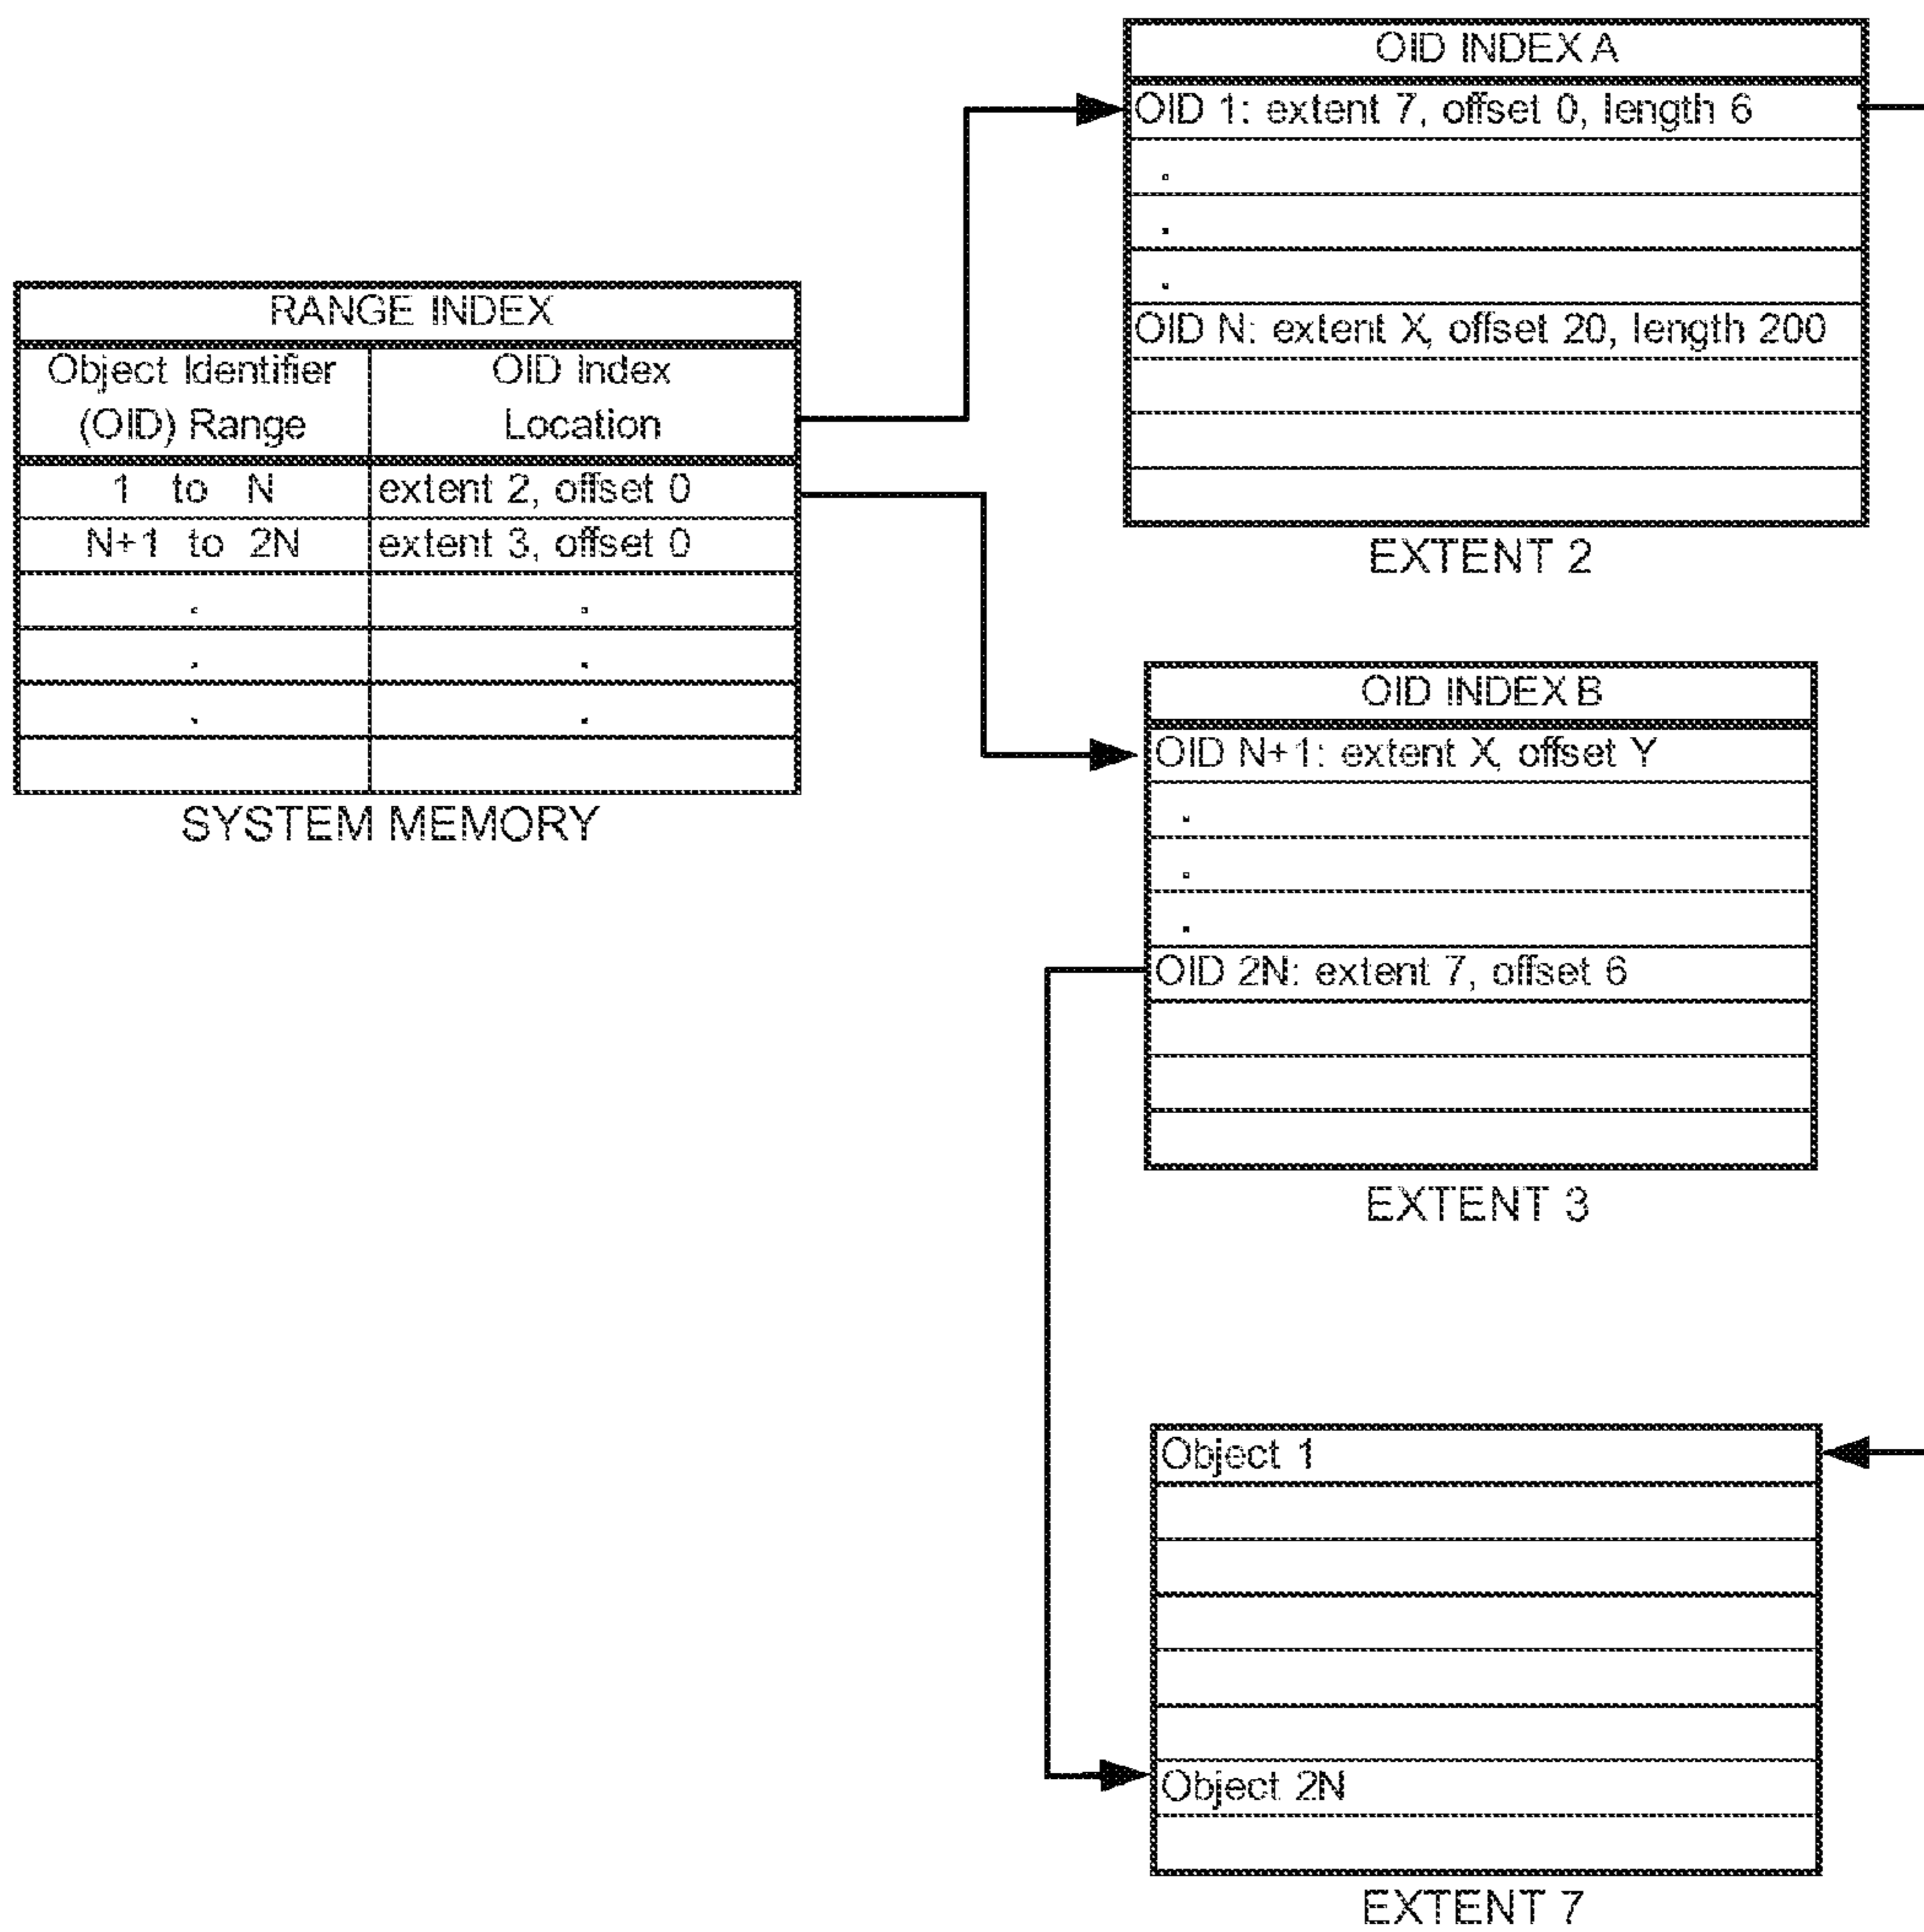 OID INDEX A
OID 1: extent 7, offset 0, length 6
.
.
.
OID N: extent X, offset 20, length 200
EXTENT 2
RANGE INDEX
Object Identifier
(OID) Range
OID Index
Location
1 to N
extent 2, offset 0
N+1 to 2N
extent 3, offset 0
. .
. .
. .
SYSTEM MEMORY
OID INDEX B
OID N+1: extent X, offset Y
.
.
.
OID 2N: extent 7, offset 6
EXTENT 3
Object 1
Object 2N
EXTENT 7